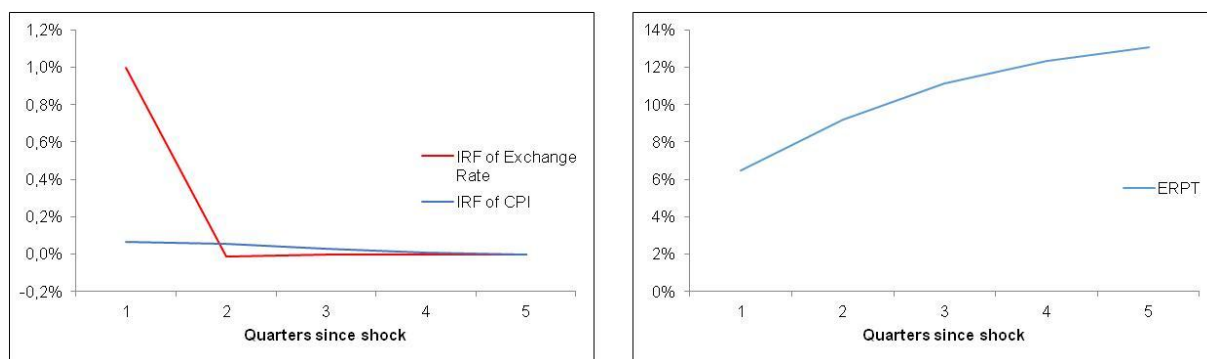 1,2%
1,0%
0,8%
0,6%
0,4%
0,2%
0,0%
-0,2%
IRF of Exchange
Rate
IRF of CPI
1 2 3 4 5
Quarters since shock
14%
12%
10%
8%
6%
4%
2%
0%
ERPT
1 2 3 4 5
Quarters since shock